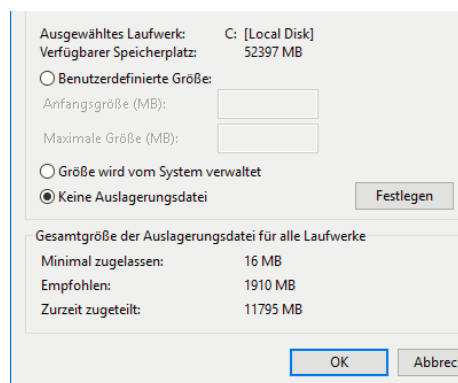 Ausgewähltes Laufwerk: C: [Local Disk]
Verfügbarer Speicherplatz: 52397 MB
Benutzerdefinierte Größe:
Anfangsgröße (MB):
Maximale Größe (MB):
Größe wird vom System verwaltet
Keine Auslagerungsdatei Festlegen
Gesamtgröße der Auslagerungsdatei für alle Laufwerke
Minimal zugelassen: 16 MB
Empfohlen: 1910 MB
Zurzeit zugeteilt: 11795 MB
OK Abbrec